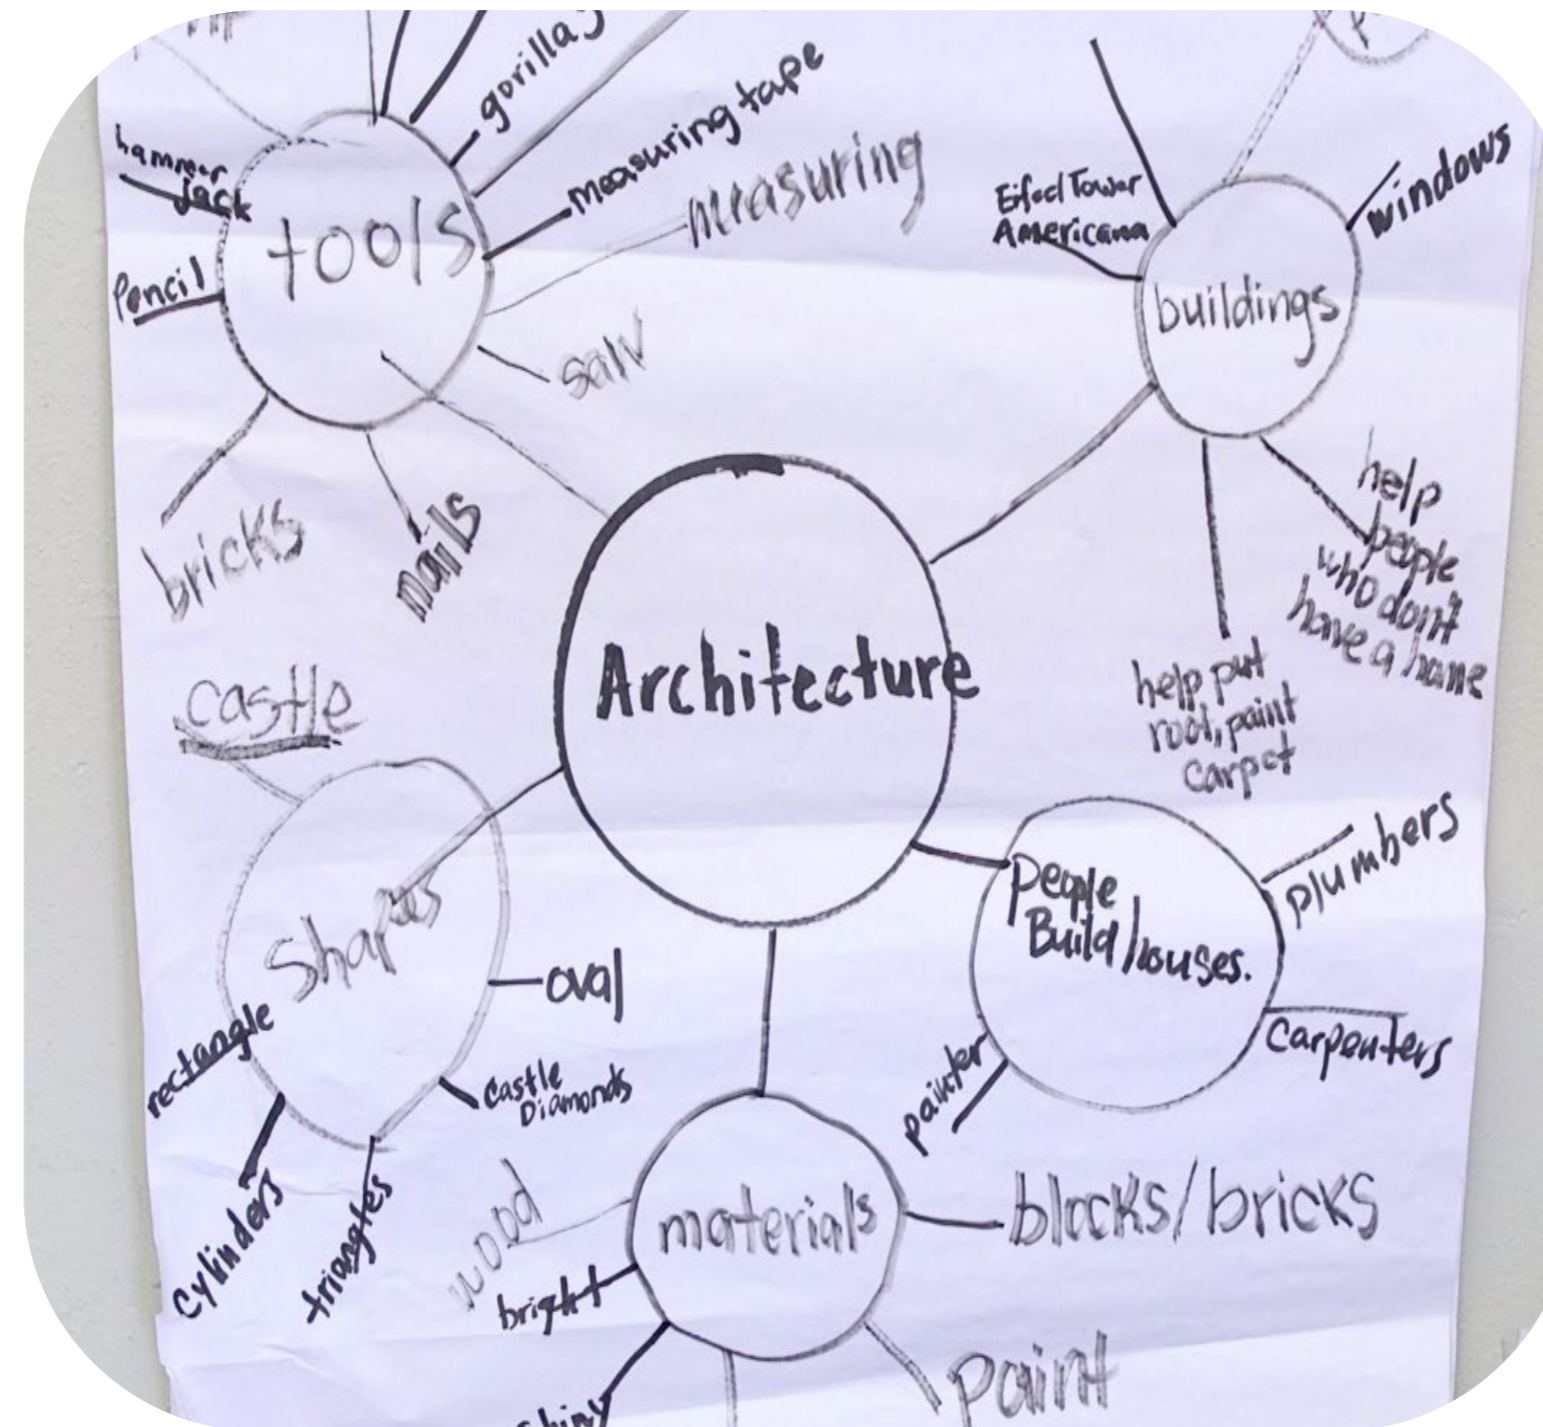 gorilla
measuring tape
measuring
hammer
jack
tools
Pencil
saw
bricks
nails
Eifel Tower
Americana
windows
buildings
help
people
who don't
have a home
help put
roof, paint
carpet
Architecture
castle
shapes
oval
rectangle
castle
Diamonds
cylinders
triangles
people
Build houses.
plumbers
carpenters
painter
materials
wood
bright
blocks/bricks
paint
shiny